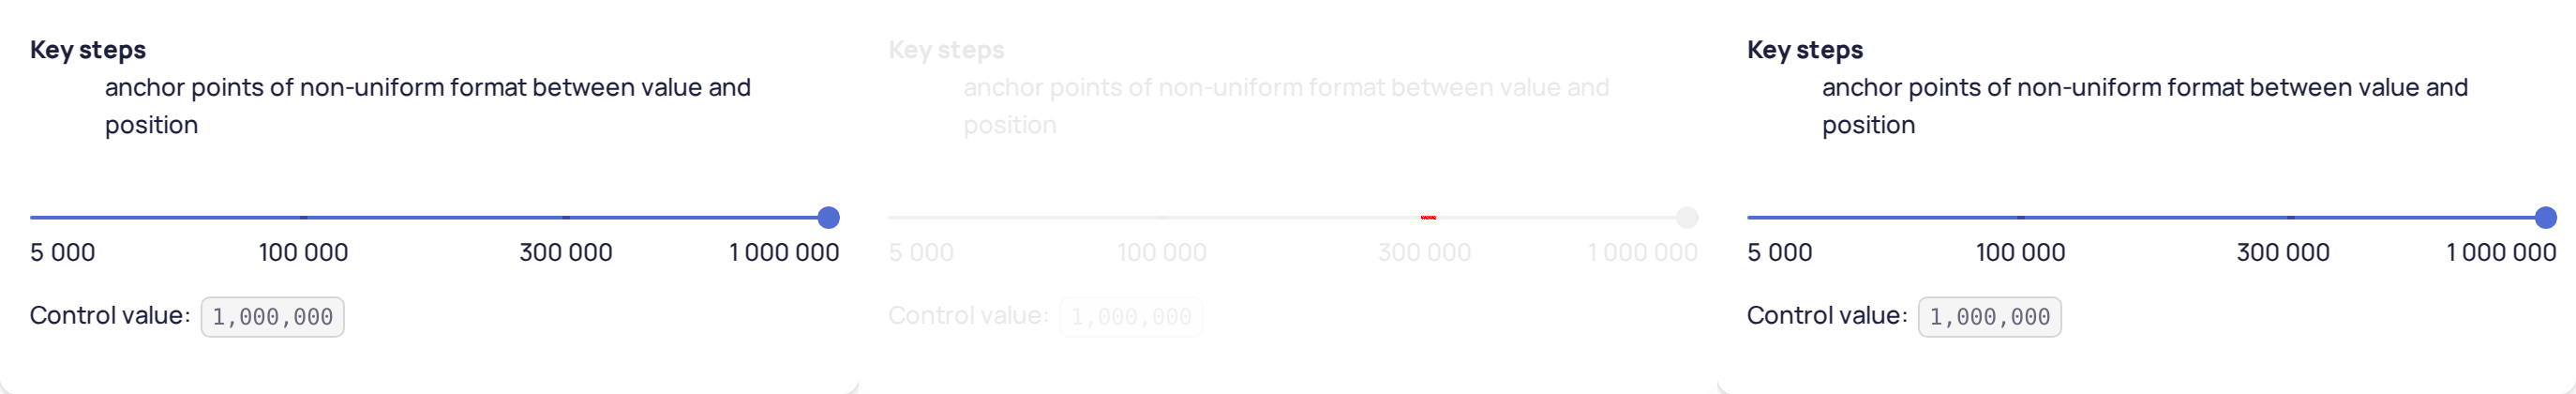 Key steps
anchor points of non-uniform format between value and
position
5 000 100 000 300 000 1 000 000
Control value: 1,000,000
Key steps
anchor points of non-uniform format between value and
position
5 000 100 000 300 000 1 000 000
Control value: 1,000,000
Key steps
anchor points of non-uniform format between value and
position
5 000 100 000 300 000 1 000 000
Control value: 1,000,000